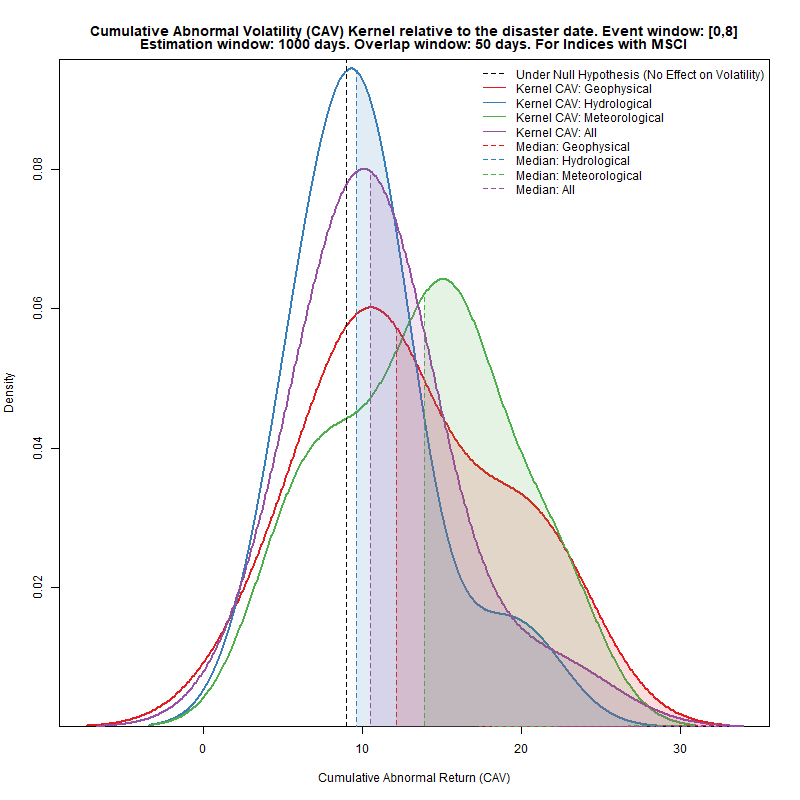 Cumulative Abnormal Volatility (CAV) Kernel relative to the disaster date. Event window: [0,8]
Estimation window: 1000 days. Overlap window: 50 days. For Indices with MSCI
Under Null Hypothesis (No Effect on Volatility)
Kernel CAV: Geophysical
Kernel CAV: Hydrological
Kernel CAV: Meteorological
Kernel CAV: All
Median: Geophysical
Median: Hydrological
Median: Meteorological
Median: All
Density
0.08
0.06
0.04
0.02
0 10 20 30
Cumulative Abnormal Return (CAV)